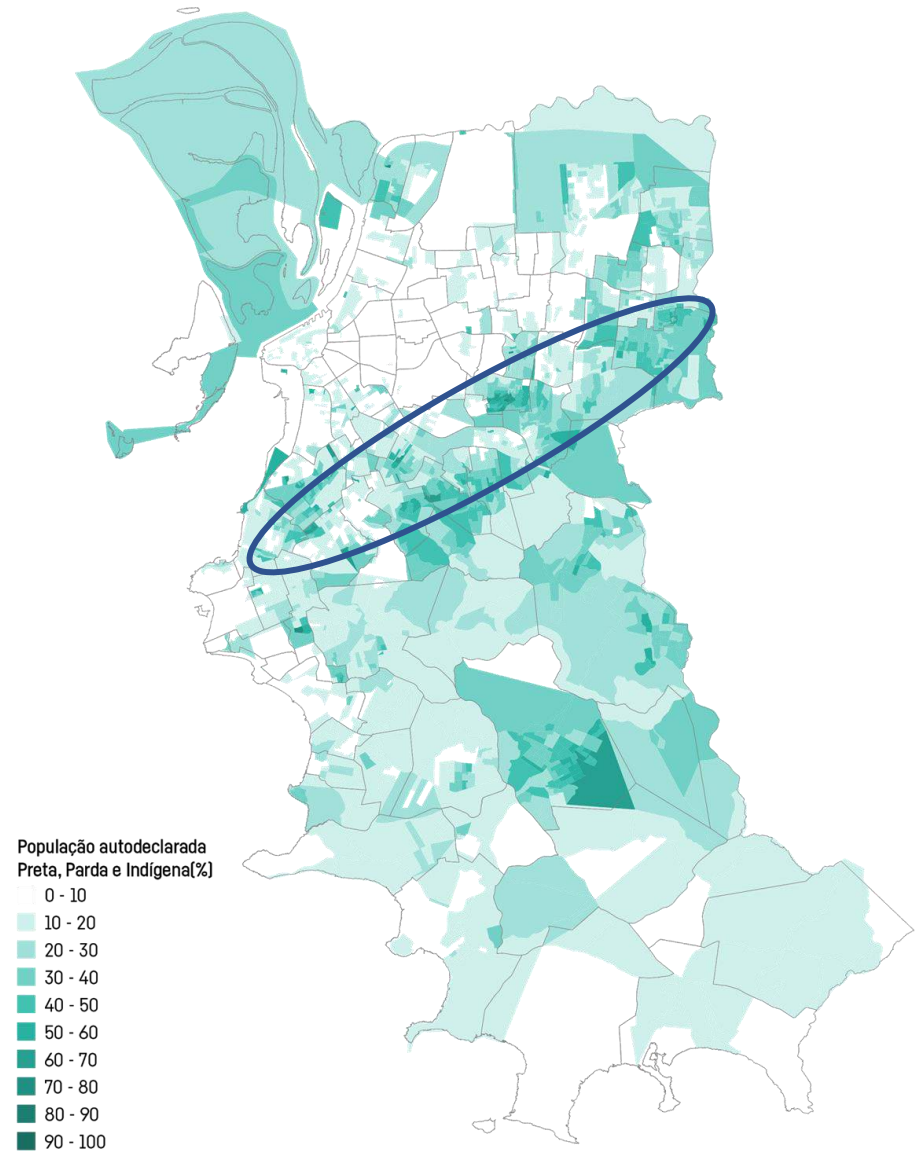 População autodeclarada
Preta, Parda e Indígena(%)
0 - 10
10 - 20
20 - 30
30 - 40
40 - 50
50 - 60
60 - 70
70 - 80
80 - 90
90 - 100